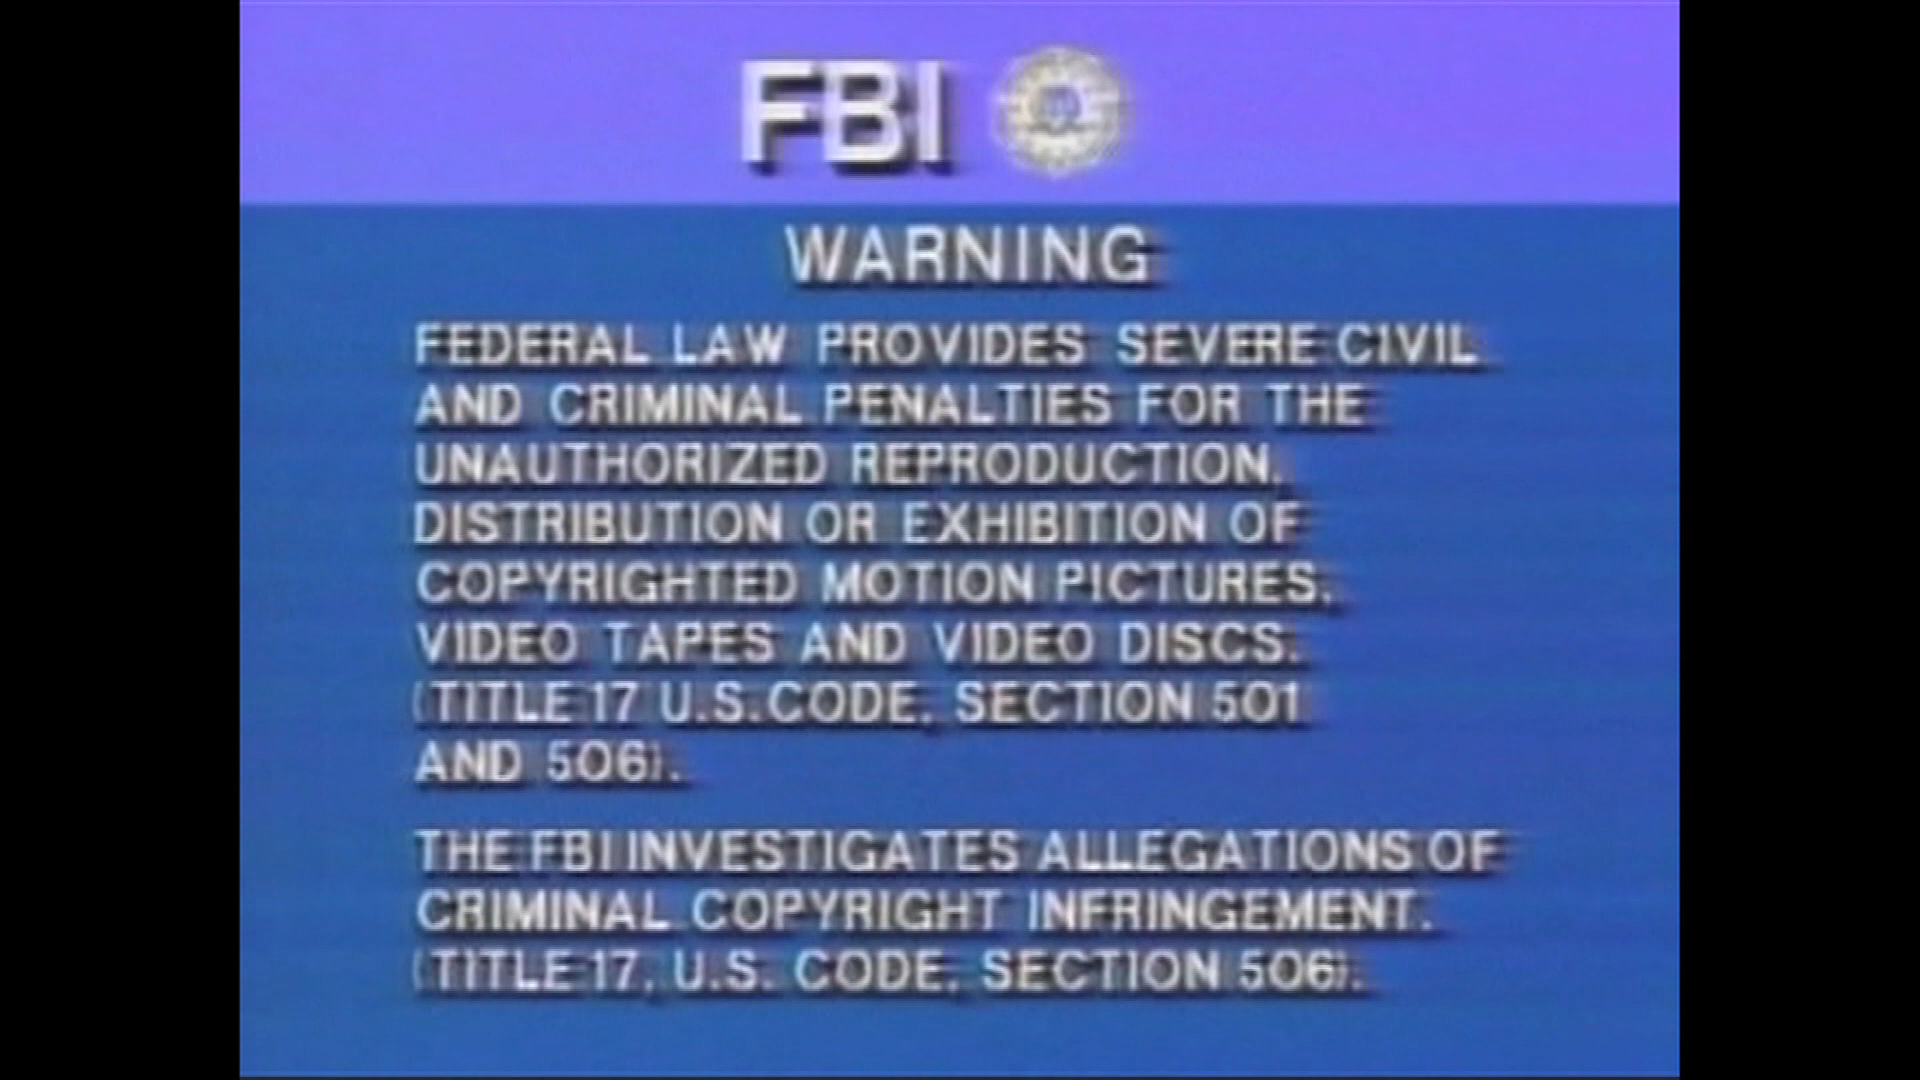 FBI
WARNING
FEDERAL LAW PROVIDES SEVERE CIVIL
AND CRIMINAL PENALTIES FOR THE
UNAUTHORIZED REPRODUCTION,
DISTRIBUTION OR EXHIBITION OF
COPYRIGHTED MOTION PICTURES,
VIDEO TAPES AND VIDEO DISCS.
(TITLE 17 U.S.CODE, SECTION 501
AND 506).
THE FBI INVESTIGATES ALLEGATIONS OF
CRIMINAL COPYRIGHT INFRINGEMENT.
(TITLE 17, U.S. CODE, SECTION 506).